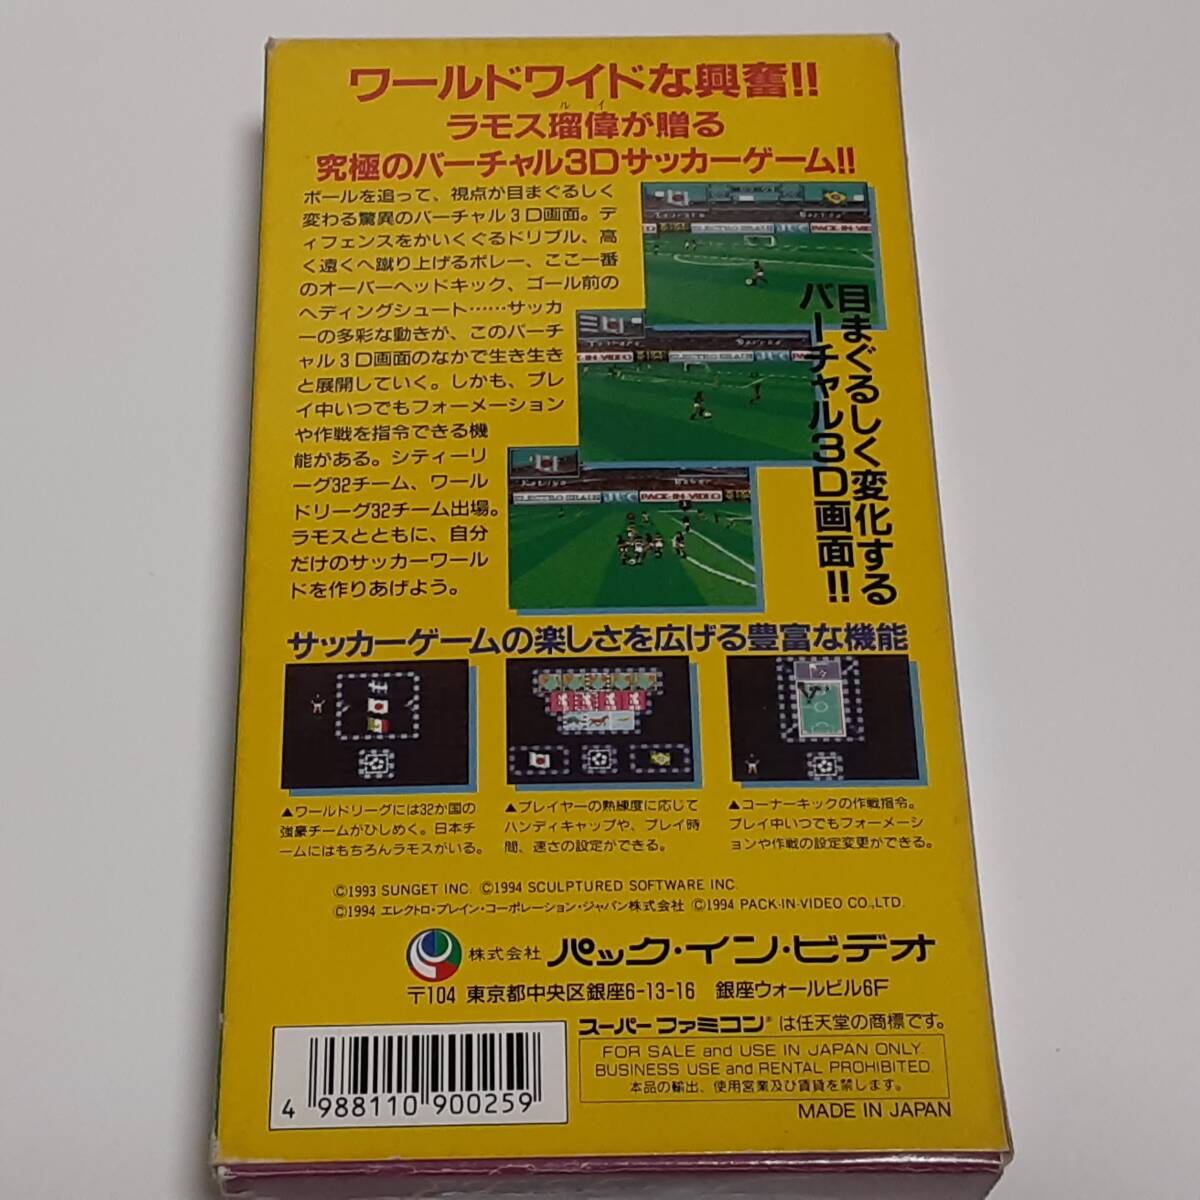 ワールドワイドな興奮!!
ルイ
ラモス瑠偉が贈る
究極のバーチャル3Dサッカーゲーム!!
ボールを追って、視点が目まぐるしく
変わる驚異のバーチャル3D画面。デ
ィフェンスをかいくぐるドリブル、高
く遠くへ蹴り上げるボレー、ここ一番
のオーバーヘッドキック、ゴール前の
ヘディングシュート……サッカ
ーの多彩な動きが、このバーチ
ャル3D画面のなかで生き生き
と展開していく。しかも、プレ
イ中いつでもフォーメーション
や作戦を指令できる機
能がある。シティーリ
ーグ32チーム、ワール
ドリーグ32チーム出場。
ラモスとともに、自分
だけのサッカーワール
ドを作りあげよう。
目まぐるしく変化する
バーチャル3D画面!!
ELECTRO BRAIN JVC PACK-IN-VI
PACK-IN-VIDEO
ELECTRO BRAIN JVC PACK-IN-VIDEO
サッカーゲームの楽しさを広げる豊富な機能
▲ワールドリーグには32か国の
強豪チームがひしめく。日本チ
ームにはもちろんラモスがいる。
▲プレイヤーの熟練度に応じて
ハンディキャップや、プレイ時
間、速さの設定ができる。
▲コーナーキックの作戦指令。
プレイ中いつでもフォーメーシ
ョンや作戦の設定変更ができる。
©1993 SUNGET INC. ©1994 SCULPTURED SOFTWARE INC.
©1994 エレクトロ・ブレイン・コーポレーション・ジャパン株式会社 ©1994 PACK-IN-VIDEO CO.,LTD.
株式会社 パック・イン・ビデオ
〒104 東京都中央区銀座6-13-16 銀座ウォールビル6F
スーパーファミコン®は任天堂の商標です。
FOR SALE and USE IN JAPAN ONLY.
BUSINESS USE and RENTAL PROHIBITED.
本品の輸出、使用営業及び賃貸を禁じます。
MADE IN JAPAN
4 988110 900259